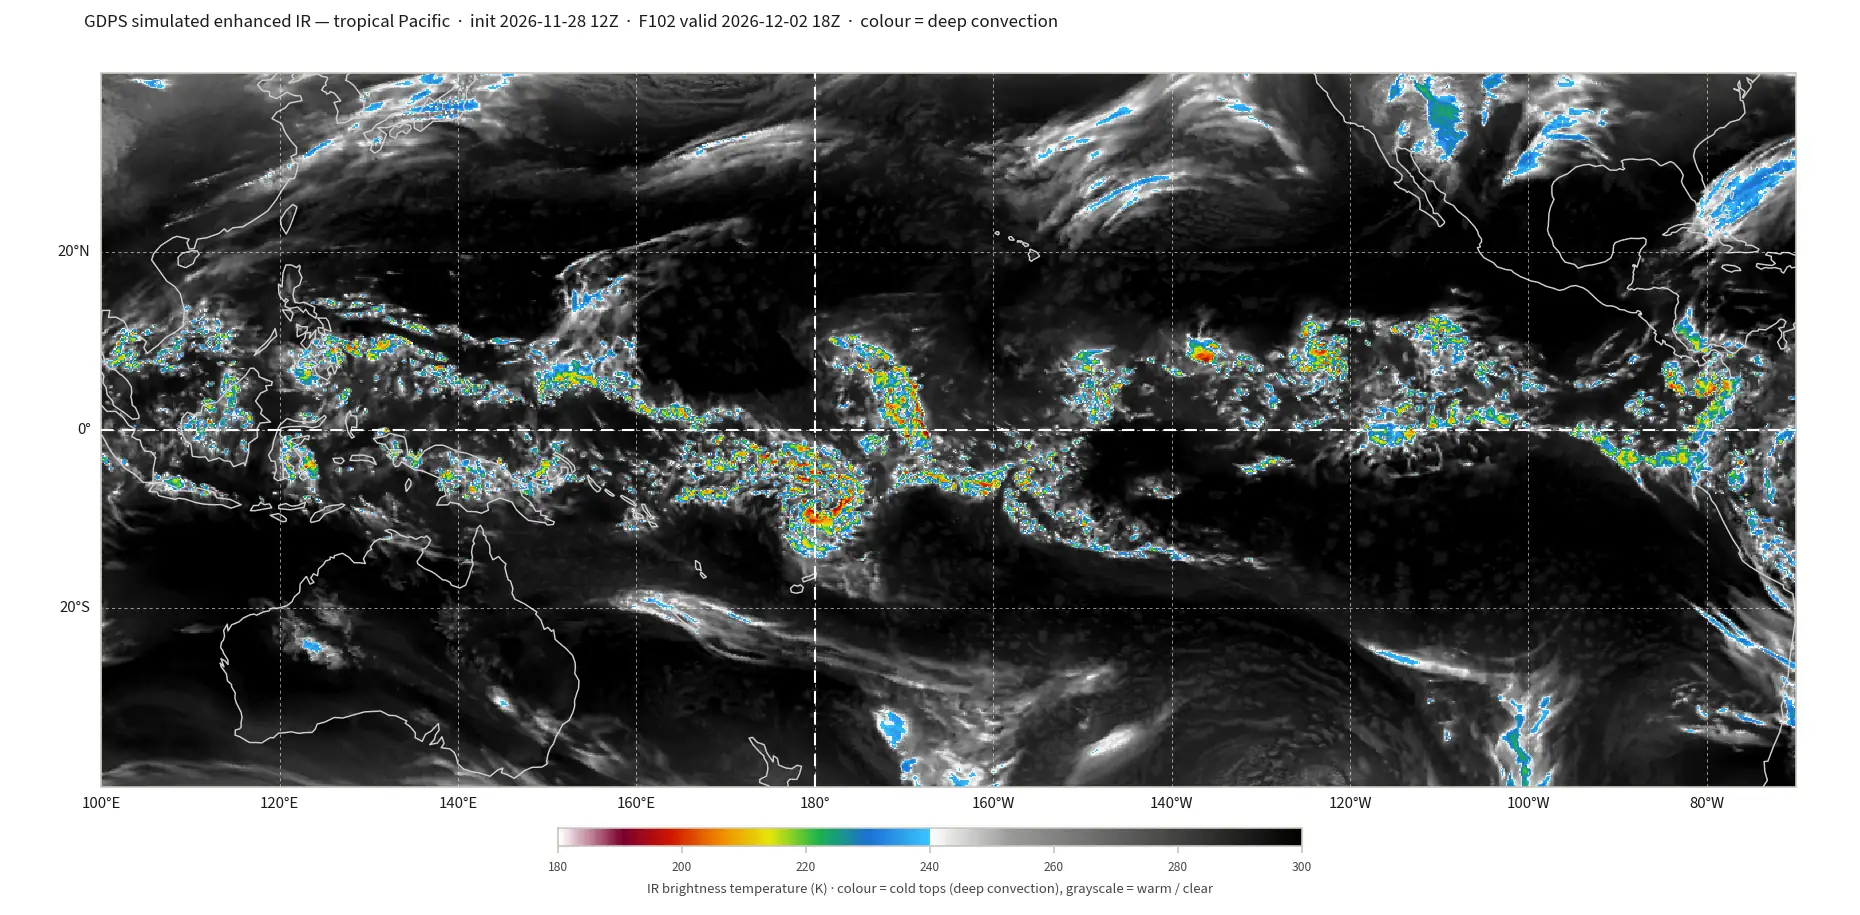 GDPS simulated enhanced IR — tropical Pacific · init 2026-11-28 12Z · F102 valid 2026-12-02 18Z · colour = deep convection
20°N
0°
20°S
100°E 120°E 140°E 160°E 180° 160°W 140°W 120°W 100°W 80°W
180 200 220 240 260 280 300
IR brightness temperature (K) · colour = cold tops (deep convection), grayscale = warm / clear